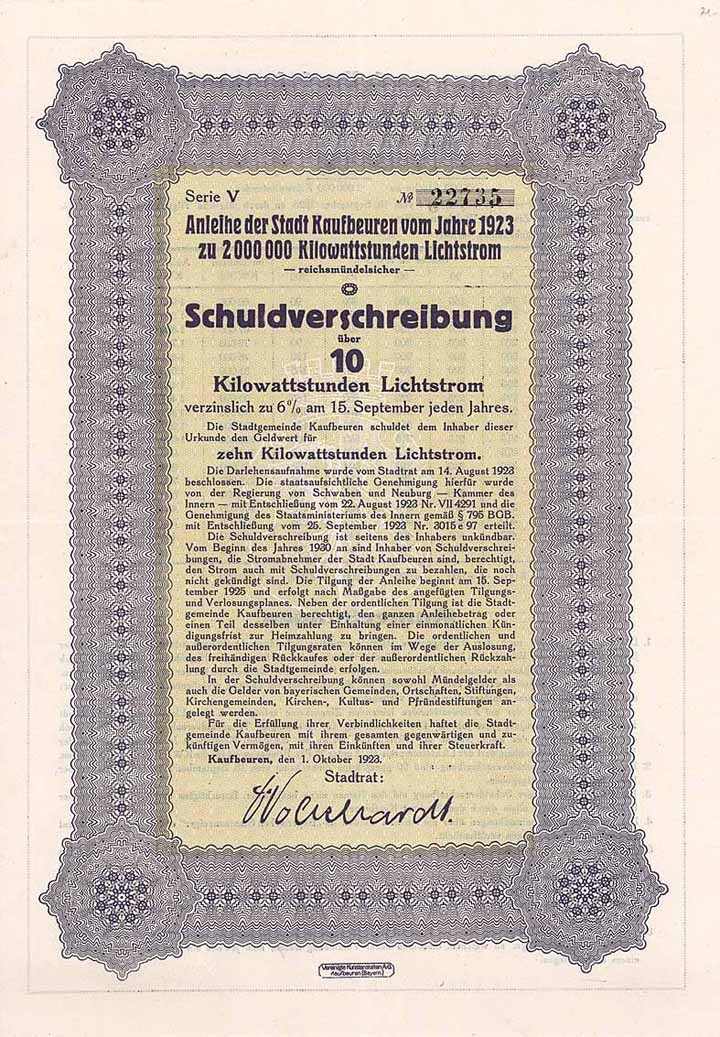 71.-
Serie V № 22735
Anleihe der Stadt Kaufbeuren vom Jahre 1923
zu 2 000 000 Kilowattstunden Lichtstrom
— reichsmündelsicher —
Schuldverschreibung
über
10
Kilowattstunden Lichtstrom
verzinslich zu 6% am 15. September jeden Jahres.
Die Stadtgemeinde Kaufbeuren schuldet dem Inhaber dieser
Urkunde den Geldwert für
zehn Kilowattstunden Lichtstrom.
Die Darlehensaufnahme wurde vom Stadtrat am 14. August 1923
beschlossen. Die staatsaufsichtliche Genehmigung hierfür wurde
von der Regierung von Schwaben und Neuburg — Kammer des
Innern — mit Entschließung vom 22. August 1923 Nr. VII 4291 und die
Genehmigung des Staatsministeriums des Innern gemäß § 795 BGB.
mit Entschließung vom 25. September 1923 Nr. 3015 e 97 erteilt.
Die Schuldverschreibung ist seitens des Inhabers unkündbar.
Vom Beginn des Jahres 1930 an sind Inhaber von Schuldverschrei-
bungen, die Stromabnehmer der Stadt Kaufbeuren sind, berechtigt,
den Strom auch mit Schuldverschreibungen zu bezahlen, die noch
nicht gekündigt sind. Die Tilgung der Anleihe beginnt am 15. Sep-
tember 1925 und erfolgt nach Maßgabe des angefügten Tilgungs-
und Verlosungsplanes. Neben der ordentlichen Tilgung ist die Stadt-
gemeinde Kaufbeuren berechtigt, den ganzen Anleihebetrag oder
einen Teil desselben unter Einhaltung einer einmonatlichen Kün-
digungsfrist zur Heimzahlung zu bringen. Die ordentlichen und
außerordentlichen Tilgungsraten können im Wege der Auslosung,
des freihändigen Rückkaufes oder der außerordentlichen Rückzah-
lung durch die Stadtgemeinde erfolgen.
In der Schuldverschreibung können sowohl Mündelgelder als
auch die Gelder von bayerischen Gemeinden, Ortschaften, Stiftungen,
Kirchengemeinden, Kirchen-, Kultus- und Pfründestiftungen an-
gelegt werden.
Für die Erfüllung ihrer Verbindlichkeiten haftet die Stadt-
gemeinde Kaufbeuren mit ihrem gesamten gegenwärtigen und zu-
künftigen Vermögen, mit ihren Einkünften und ihrer Steuerkraft.
Kaufbeuren, den 1. Oktober 1923.
Stadtrat:
Vereinigte Kunstanstalten A.G.
Kaufbeuren (Bayern)